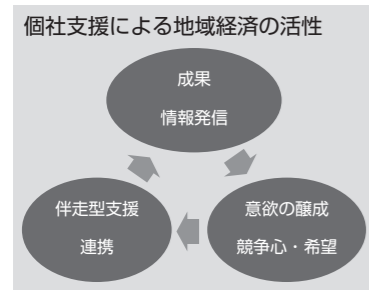 個社支援による地域経済の活性
成果
情報発信
伴走型支援
連携
意欲の醸成
競争心・希望